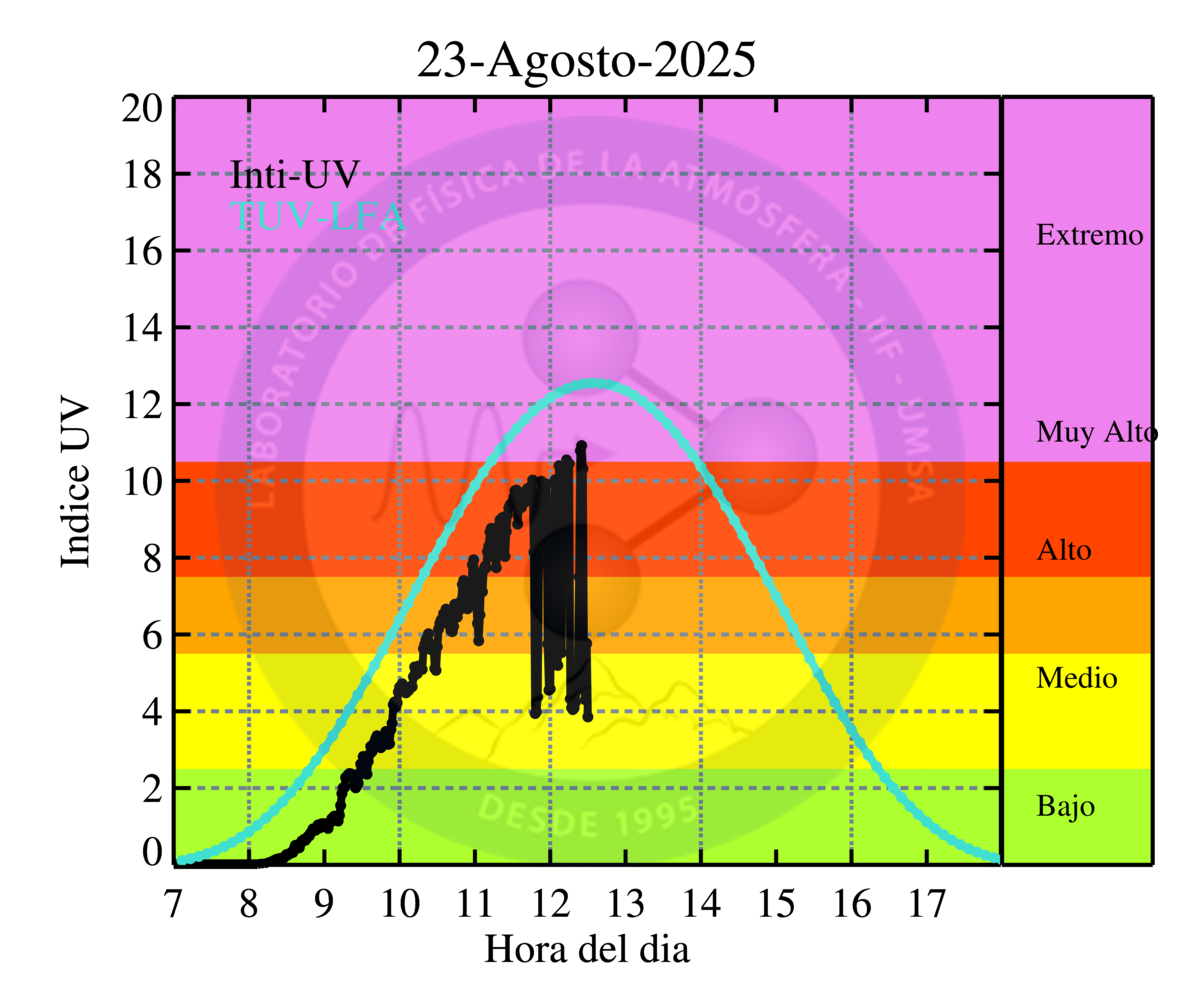 23-Agosto-2025
Indice UV
20
18
16
14
12
10
8
6
4
2
0
Inti-UV
TUV-LFA
LABORATORIO DE FÍSICA DE LA ATMÓSFERA - IIF - UMSA
DESDE 1995
Extremo
Muy Alto
Alto
Medio
Bajo
7 8 9 10 11 12 13 14 15 16 17
Hora del dia